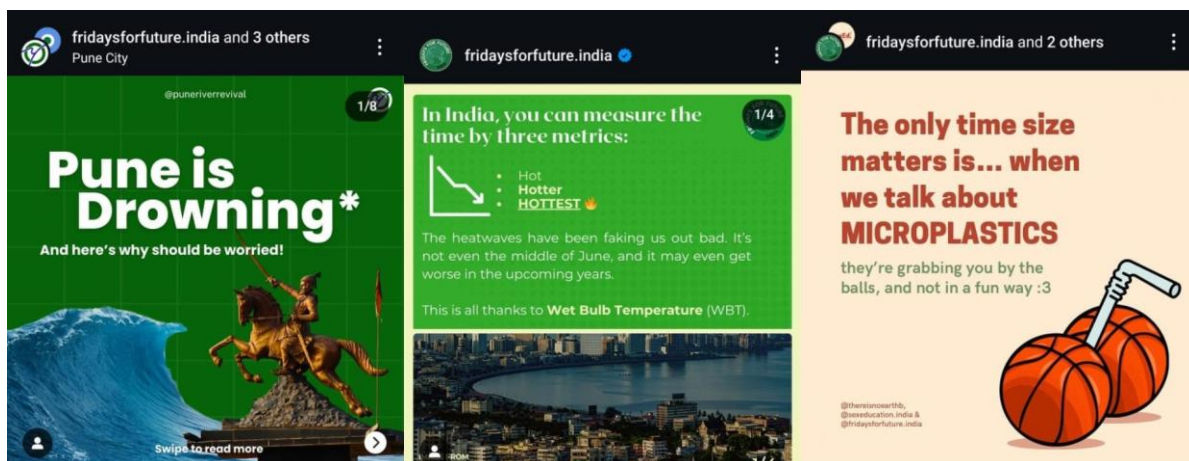 fridaysforfuture.india and 3 others
Pune City
@puneriverrevival
1/8
Pune is
Drowning*
And here's why should be worried!
Swipe to read more
fridaysforfuture.india
1/4
In India, you can measure the
time by three metrics:
• Hot
• Hotter
• HOTTEST 🔥
The heatwaves have been faking us out bad. It's
not even the middle of June, and it may even get
worse in the upcoming years.
This is all thanks to Wet Bulb Temperature (WBT).
fridaysforfuture.india and 2 others
The only time size
matters is... when
we talk about
MICROPLASTICS
they're grabbing you by the
balls, and not in a fun way :3
@thereisnoearthb,
@sexeducation.india &
@fridaysforfuture.india